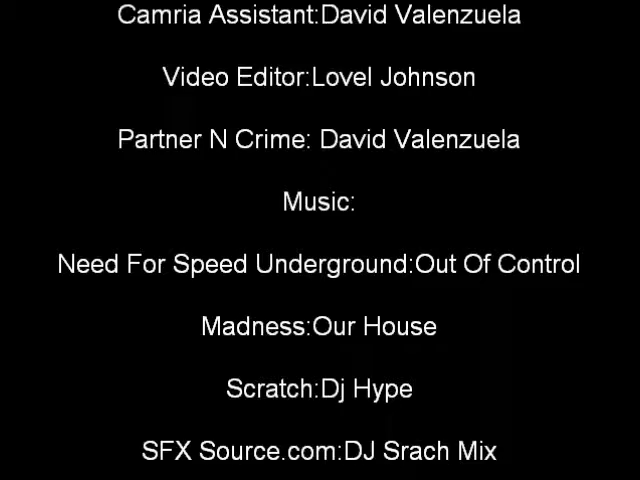 Camria Assistant:David Valenzuela
Video Editor:Lovel Johnson
Partner N Crime: David Valenzuela
Music:
Need For Speed Underground:Out Of Control
Madness:Our House
Scratch:Dj Hype
SFX Source.com:DJ Srach Mix